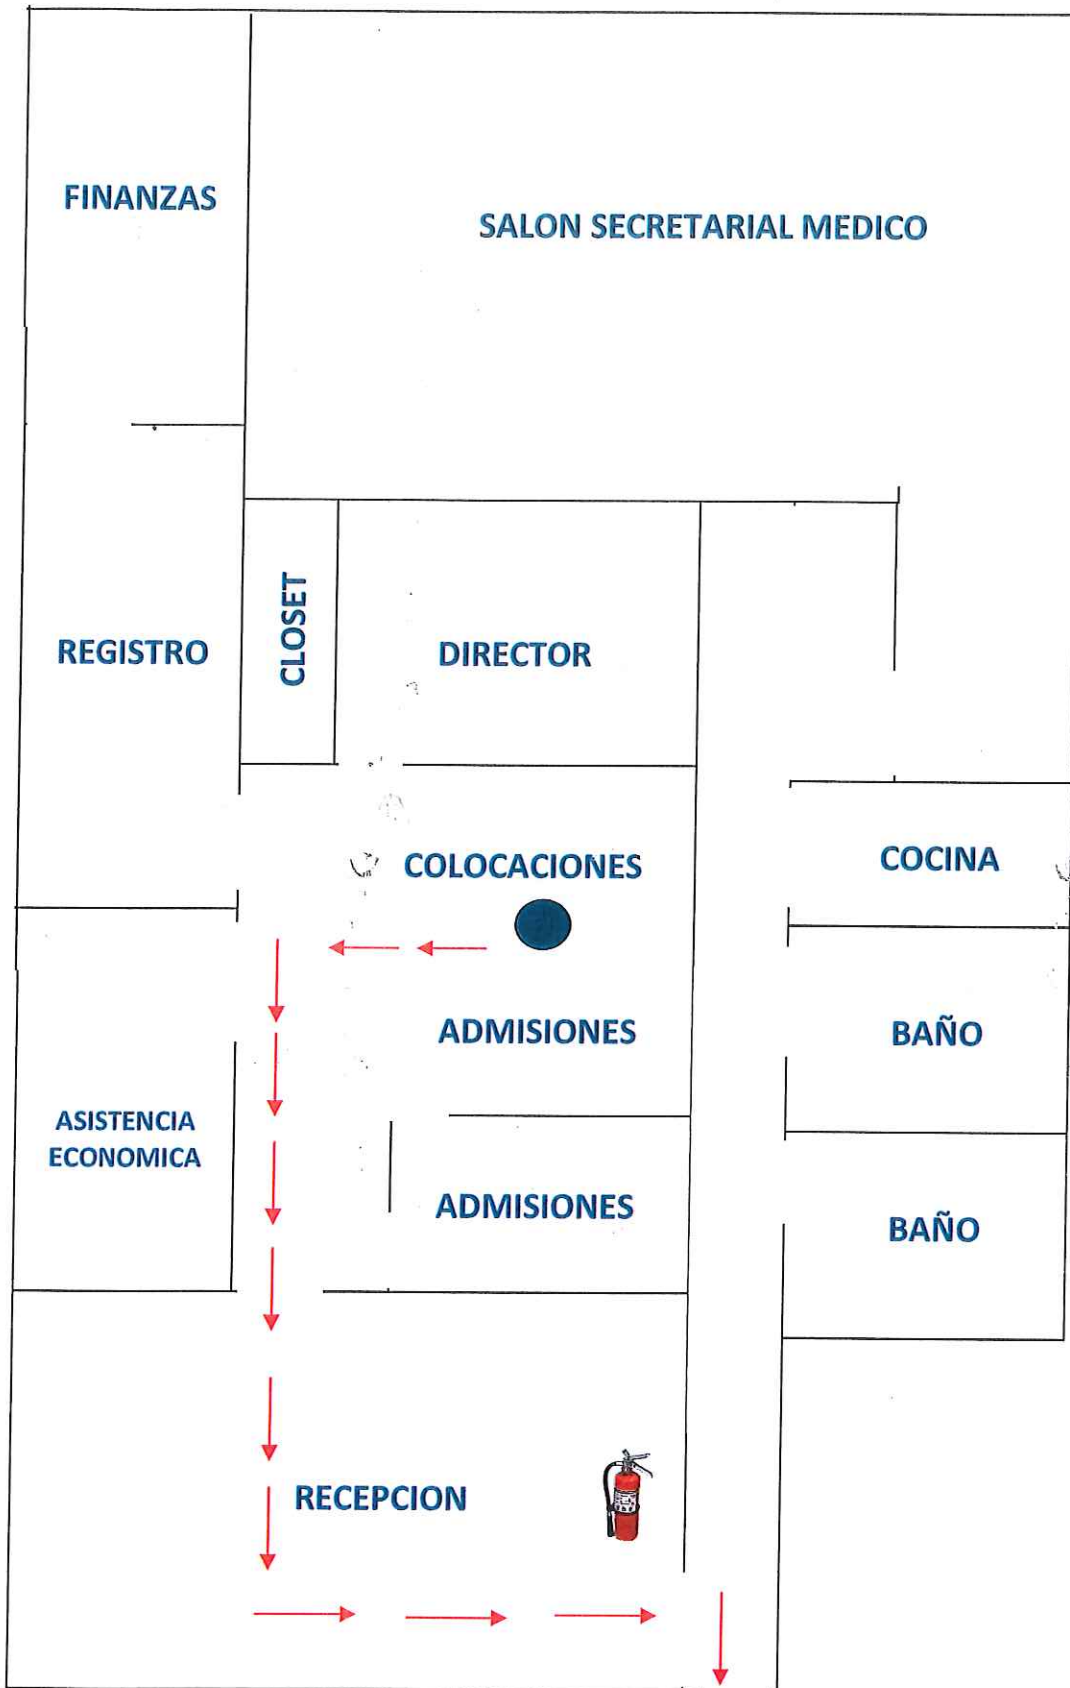 FINANZAS
SALON SECRETARIAL MEDICO
REGISTRO
CLOSET
DIRECTOR
COLOCACIONES
COCINA
ADMISIONES
BAÑO
ASISTENCIA
ECONOMICA
ADMISIONES
BAÑO
RECEPCION